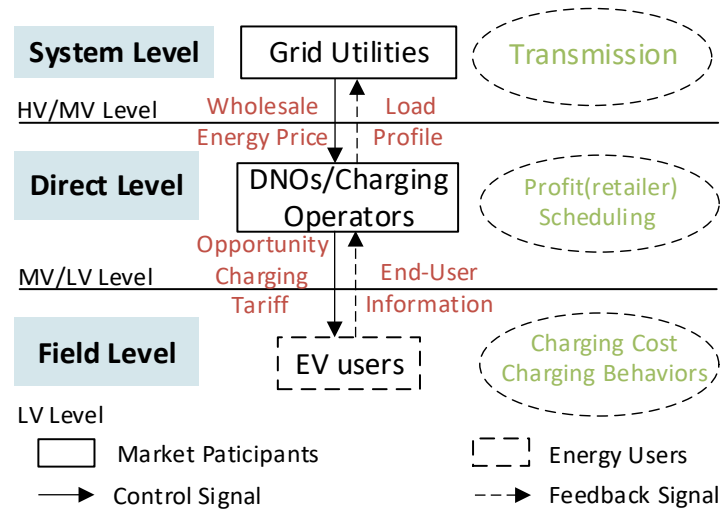 System Level
Grid Utilities
Transmission
HV/MV Level
Wholesale
Energy Price
Load
Profile
Direct Level
DNOs/Charging
Operators
Profit(retailer)
Scheduling
MV/LV Level
Opportunity
Charging
Tariff
End-User
Information
Field Level
EV users
Charging Cost
Charging Behaviors
LV Level
Market Paticipants
Energy Users
Control Signal
Feedback Signal